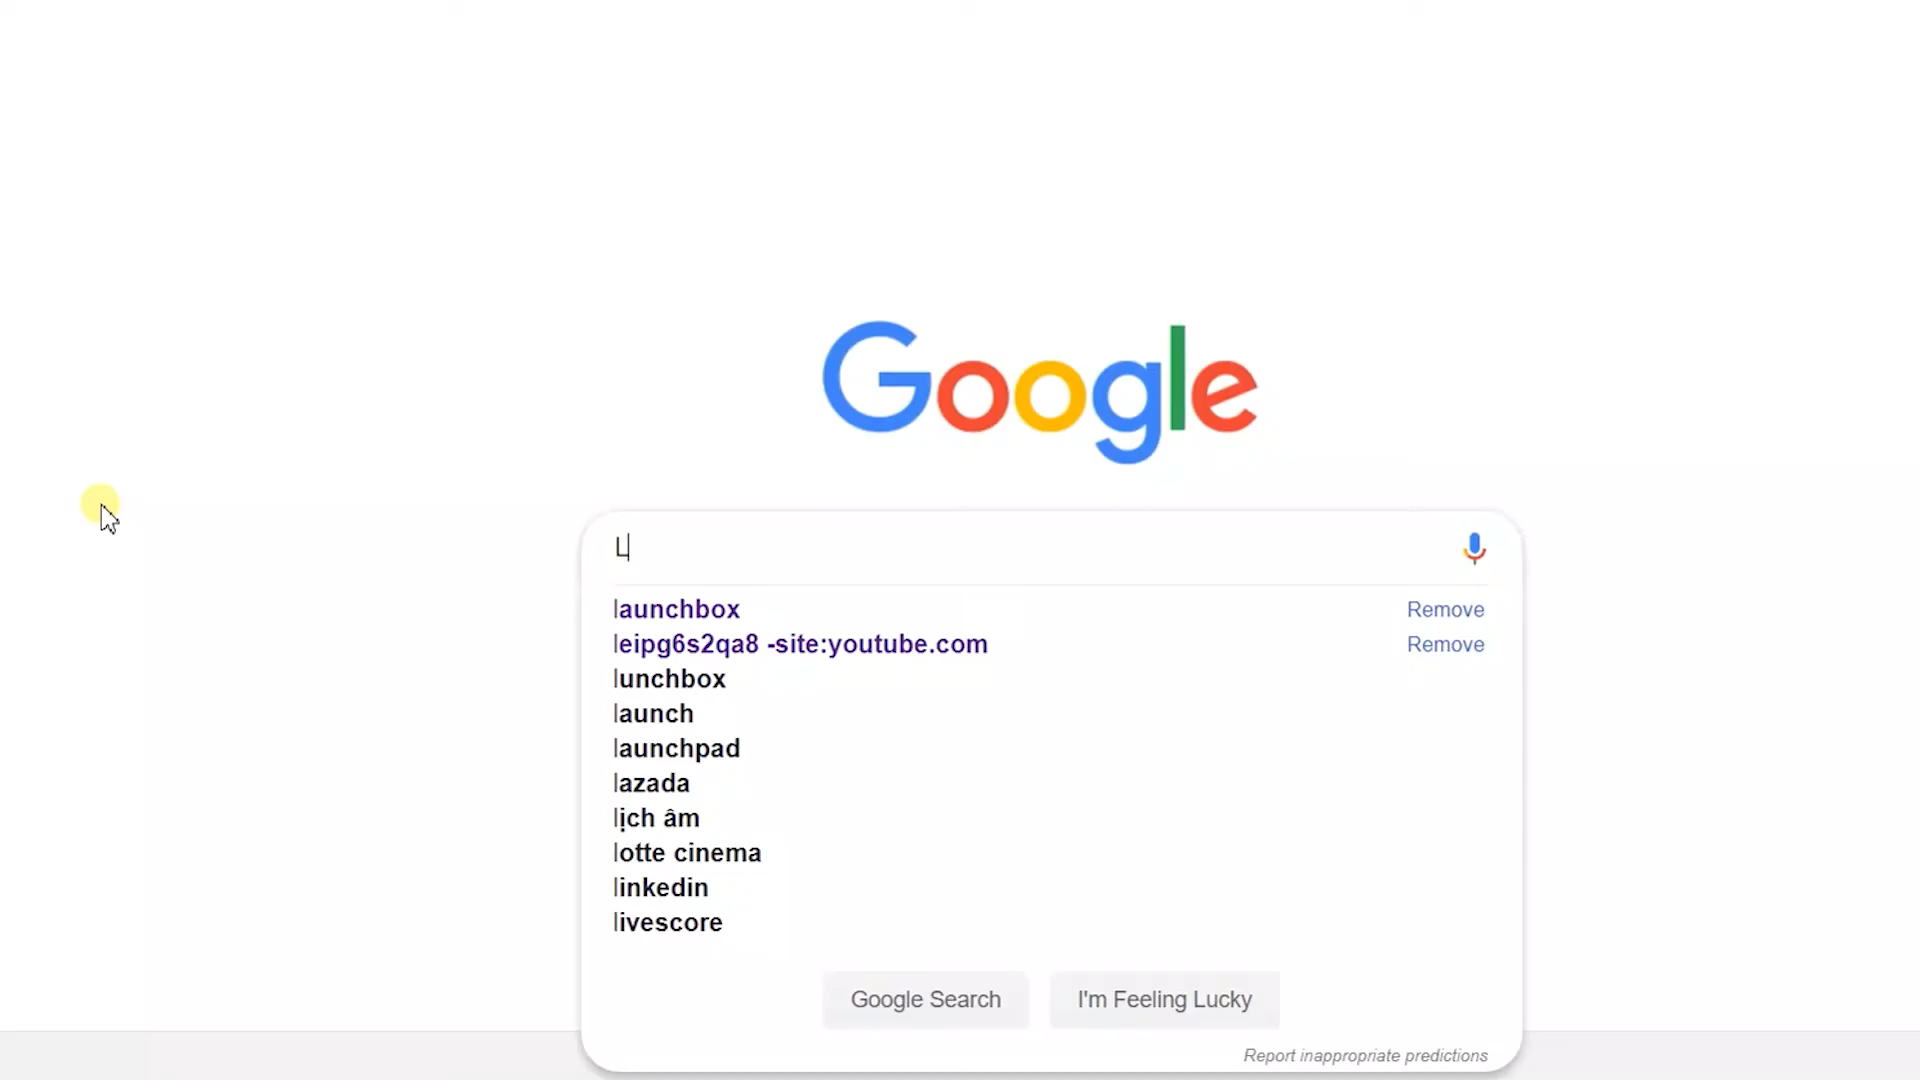 Google
L
launchbox Remove
leipg6s2qa8 -site:youtube.com Remove
lunchbox
launch
launchpad
lazada
lịch âm
lotte cinema
linkedin
livescore
Google Search I'm Feeling Lucky
Report inappropriate predictions